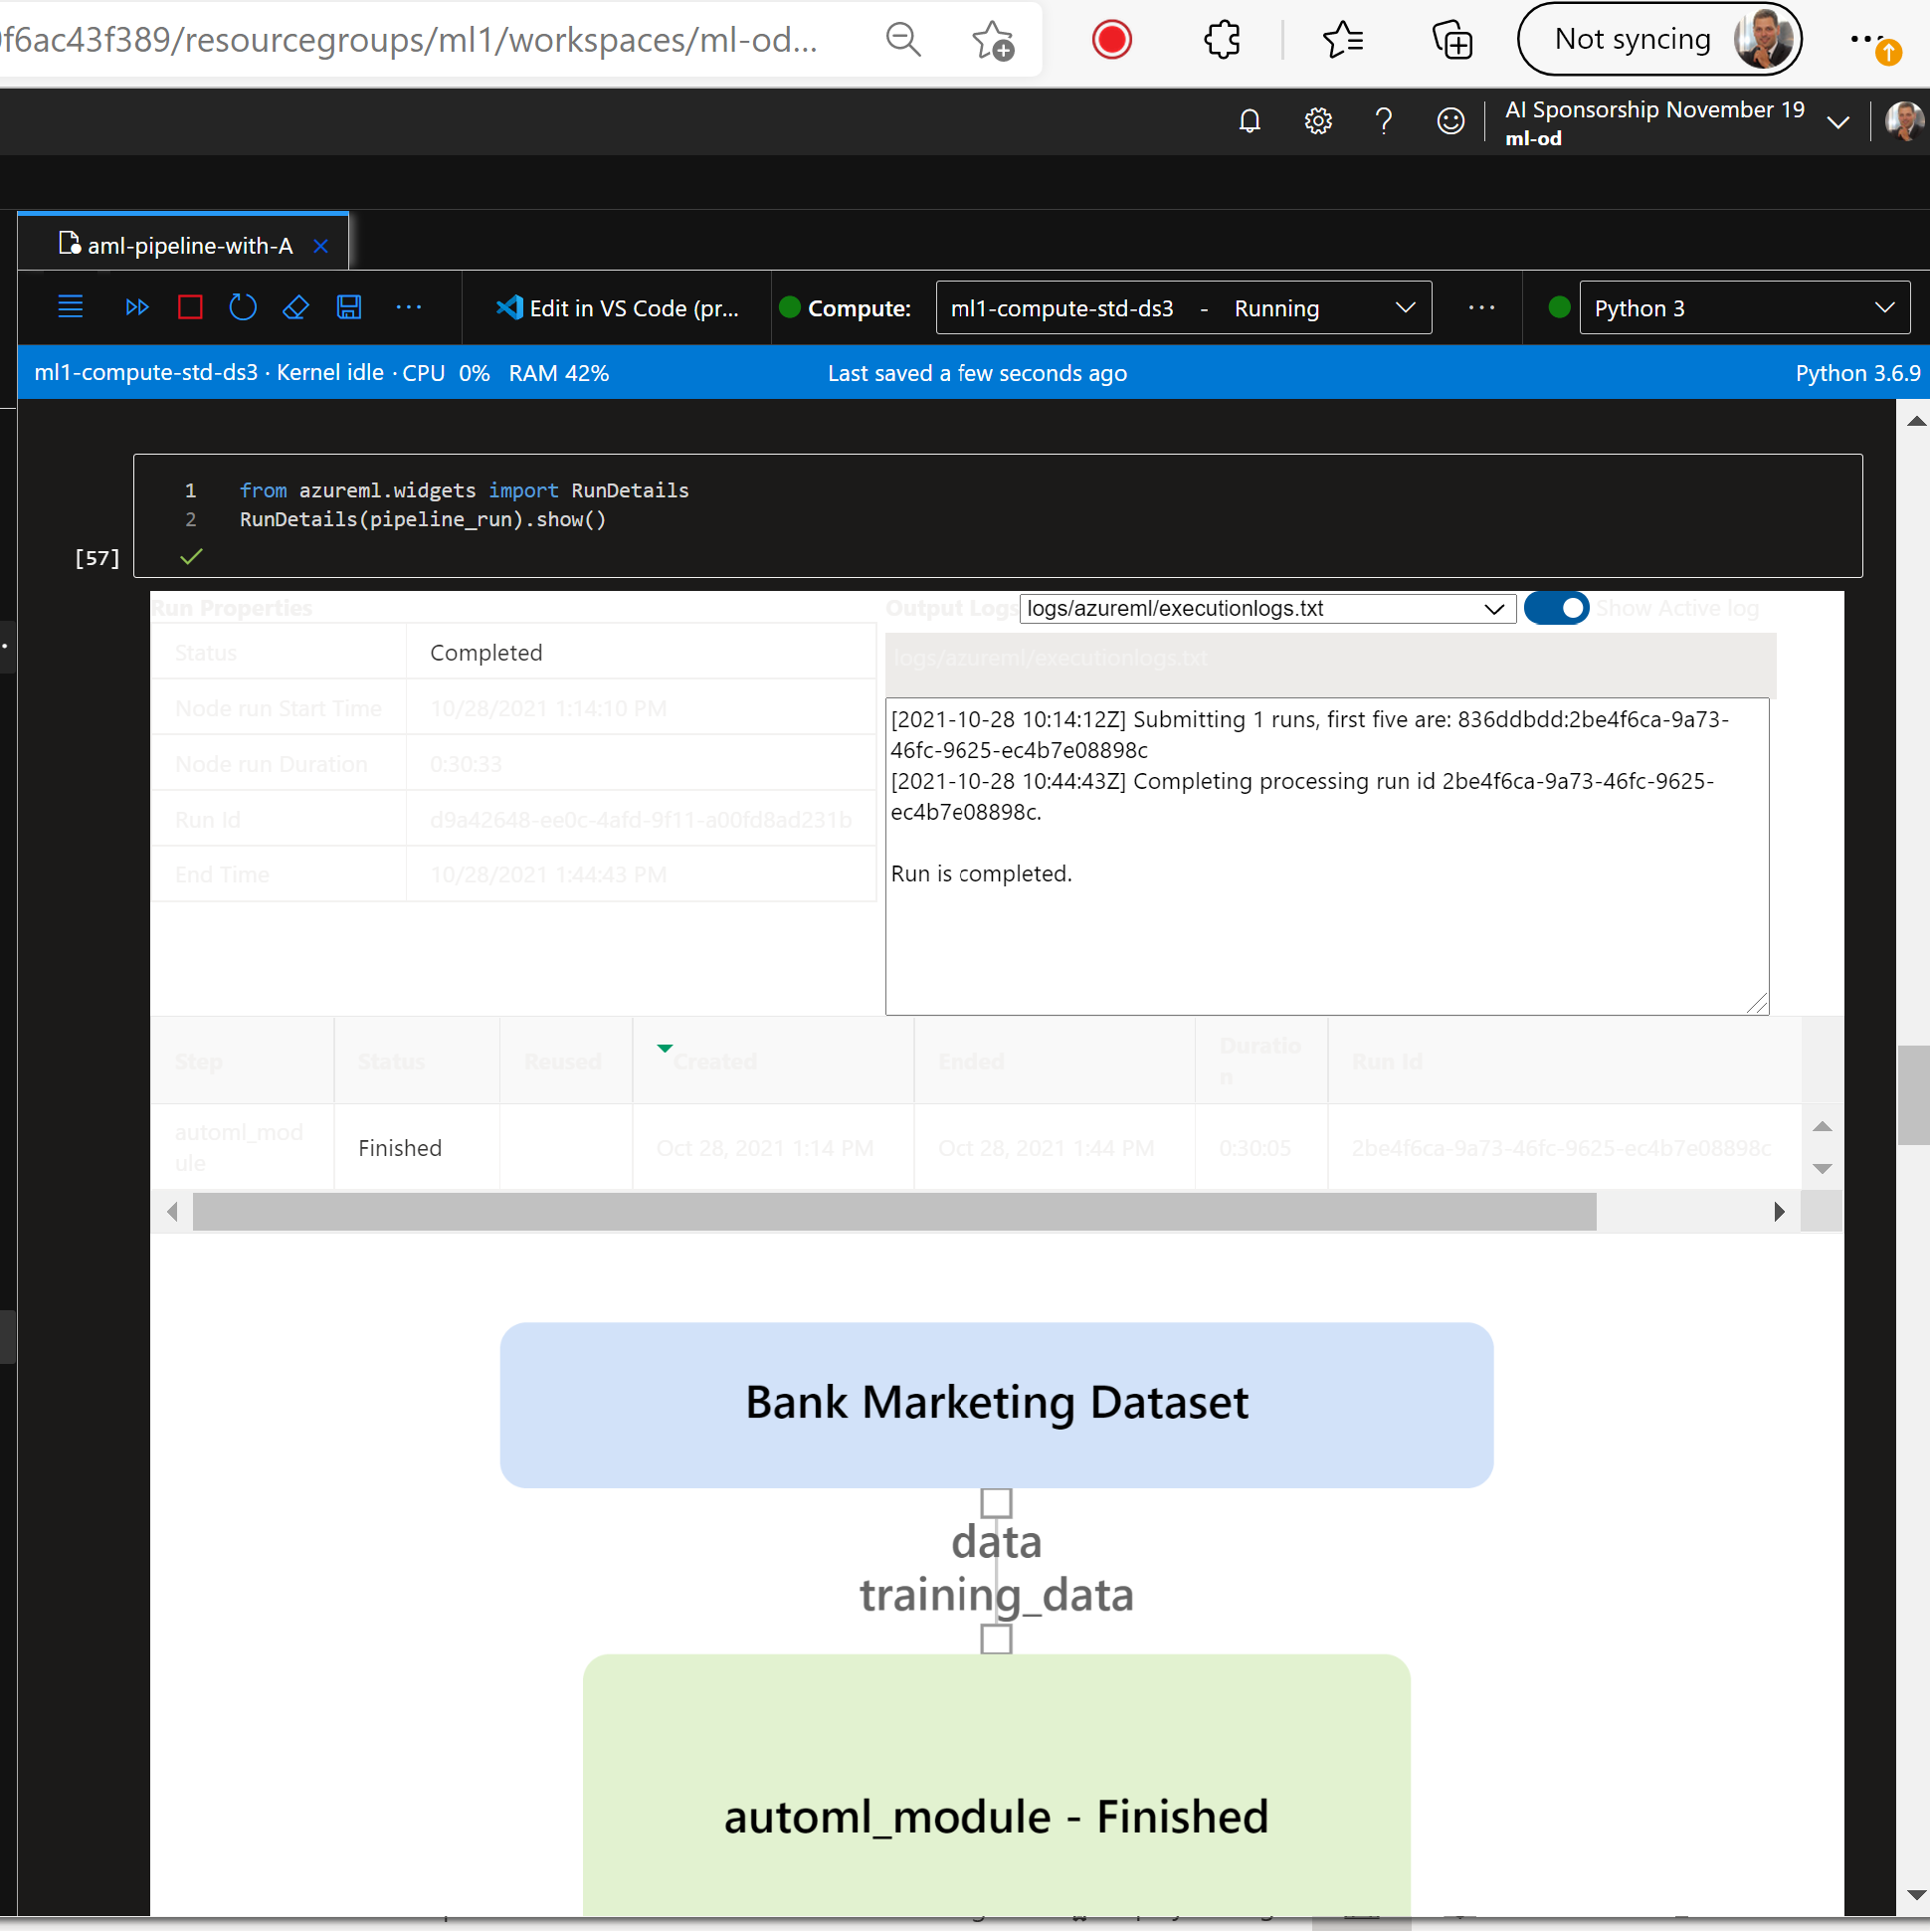 f6ac43f389/resourcegroups/ml1/workspaces/ml-od...
Not syncing
AI Sponsorship November 19
ml-od
aml-pipeline-with-A
Edit in VS Code (pr...
Compute:
ml1-compute-std-ds3 - Running
Python 3
ml1-compute-std-ds3 · Kernel idle · CPU 0% RAM 42%
Last saved a few seconds ago
Python 3.6.9
1 from azureml.widgets import RunDetails
2 RunDetails(pipeline_run).show()
[57]
Run Properties
Status Completed
Node run Start Time 10/28/2021 1:14:10 PM
Node run Duration 0:30:33
Run Id d9a42648-ee0c-4afd-9f11-a00fd8ad231b
End Time 10/28/2021 1:44:43 PM
Output Logs logs/azureml/executionlogs.txt Show Active log
logs/azureml/executionlogs.txt
[2021-10-28 10:14:12Z] Submitting 1 runs, first five are: 836ddbdd:2be4f6ca-9a73-
46fc-9625-ec4b7e08898c
[2021-10-28 10:44:43Z] Completing processing run id 2be4f6ca-9a73-46fc-9625-
ec4b7e08898c.
Run is completed.
Step Status Reused Created Ended Duratio
n
Run Id
automl_mod
ule
Finished Oct 28, 2021 1:14 PM Oct 28, 2021 1:44 PM 0:30:05 2be4f6ca-9a73-46fc-9625-ec4b7e08898c
Bank Marketing Dataset
data
training_data
automl_module - Finished